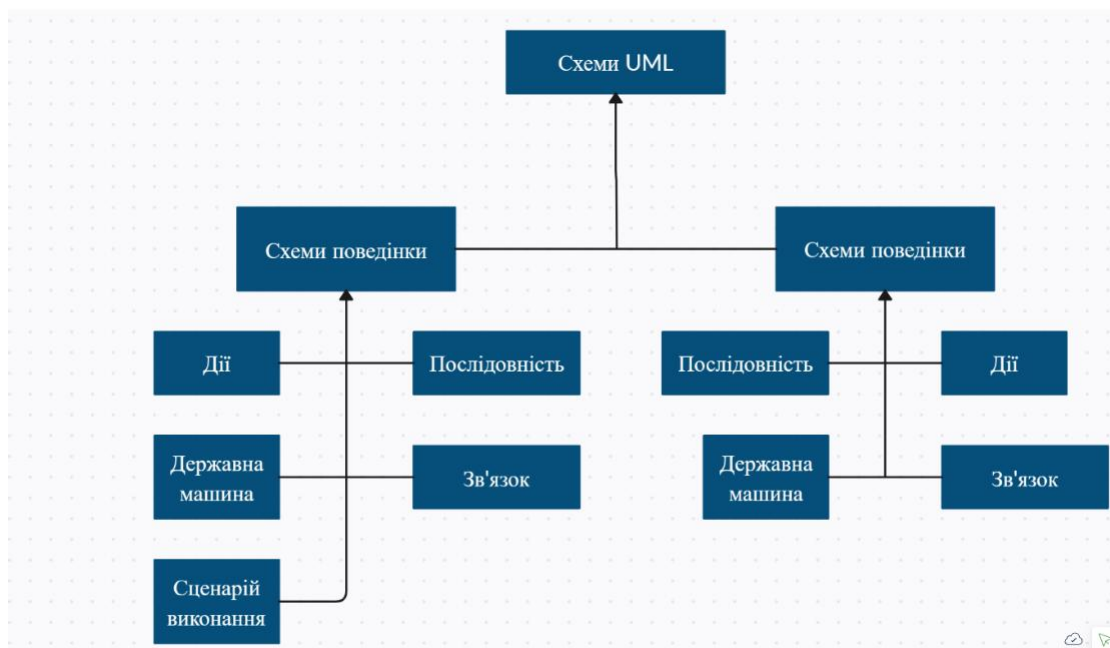 Схеми UML
Схеми поведінки
Схеми поведінки
Дії
Послідовність
Послідовність
Дії
Державна
машина
Зв'язок
Державна
машина
Зв'язок
Сценарій
виконання